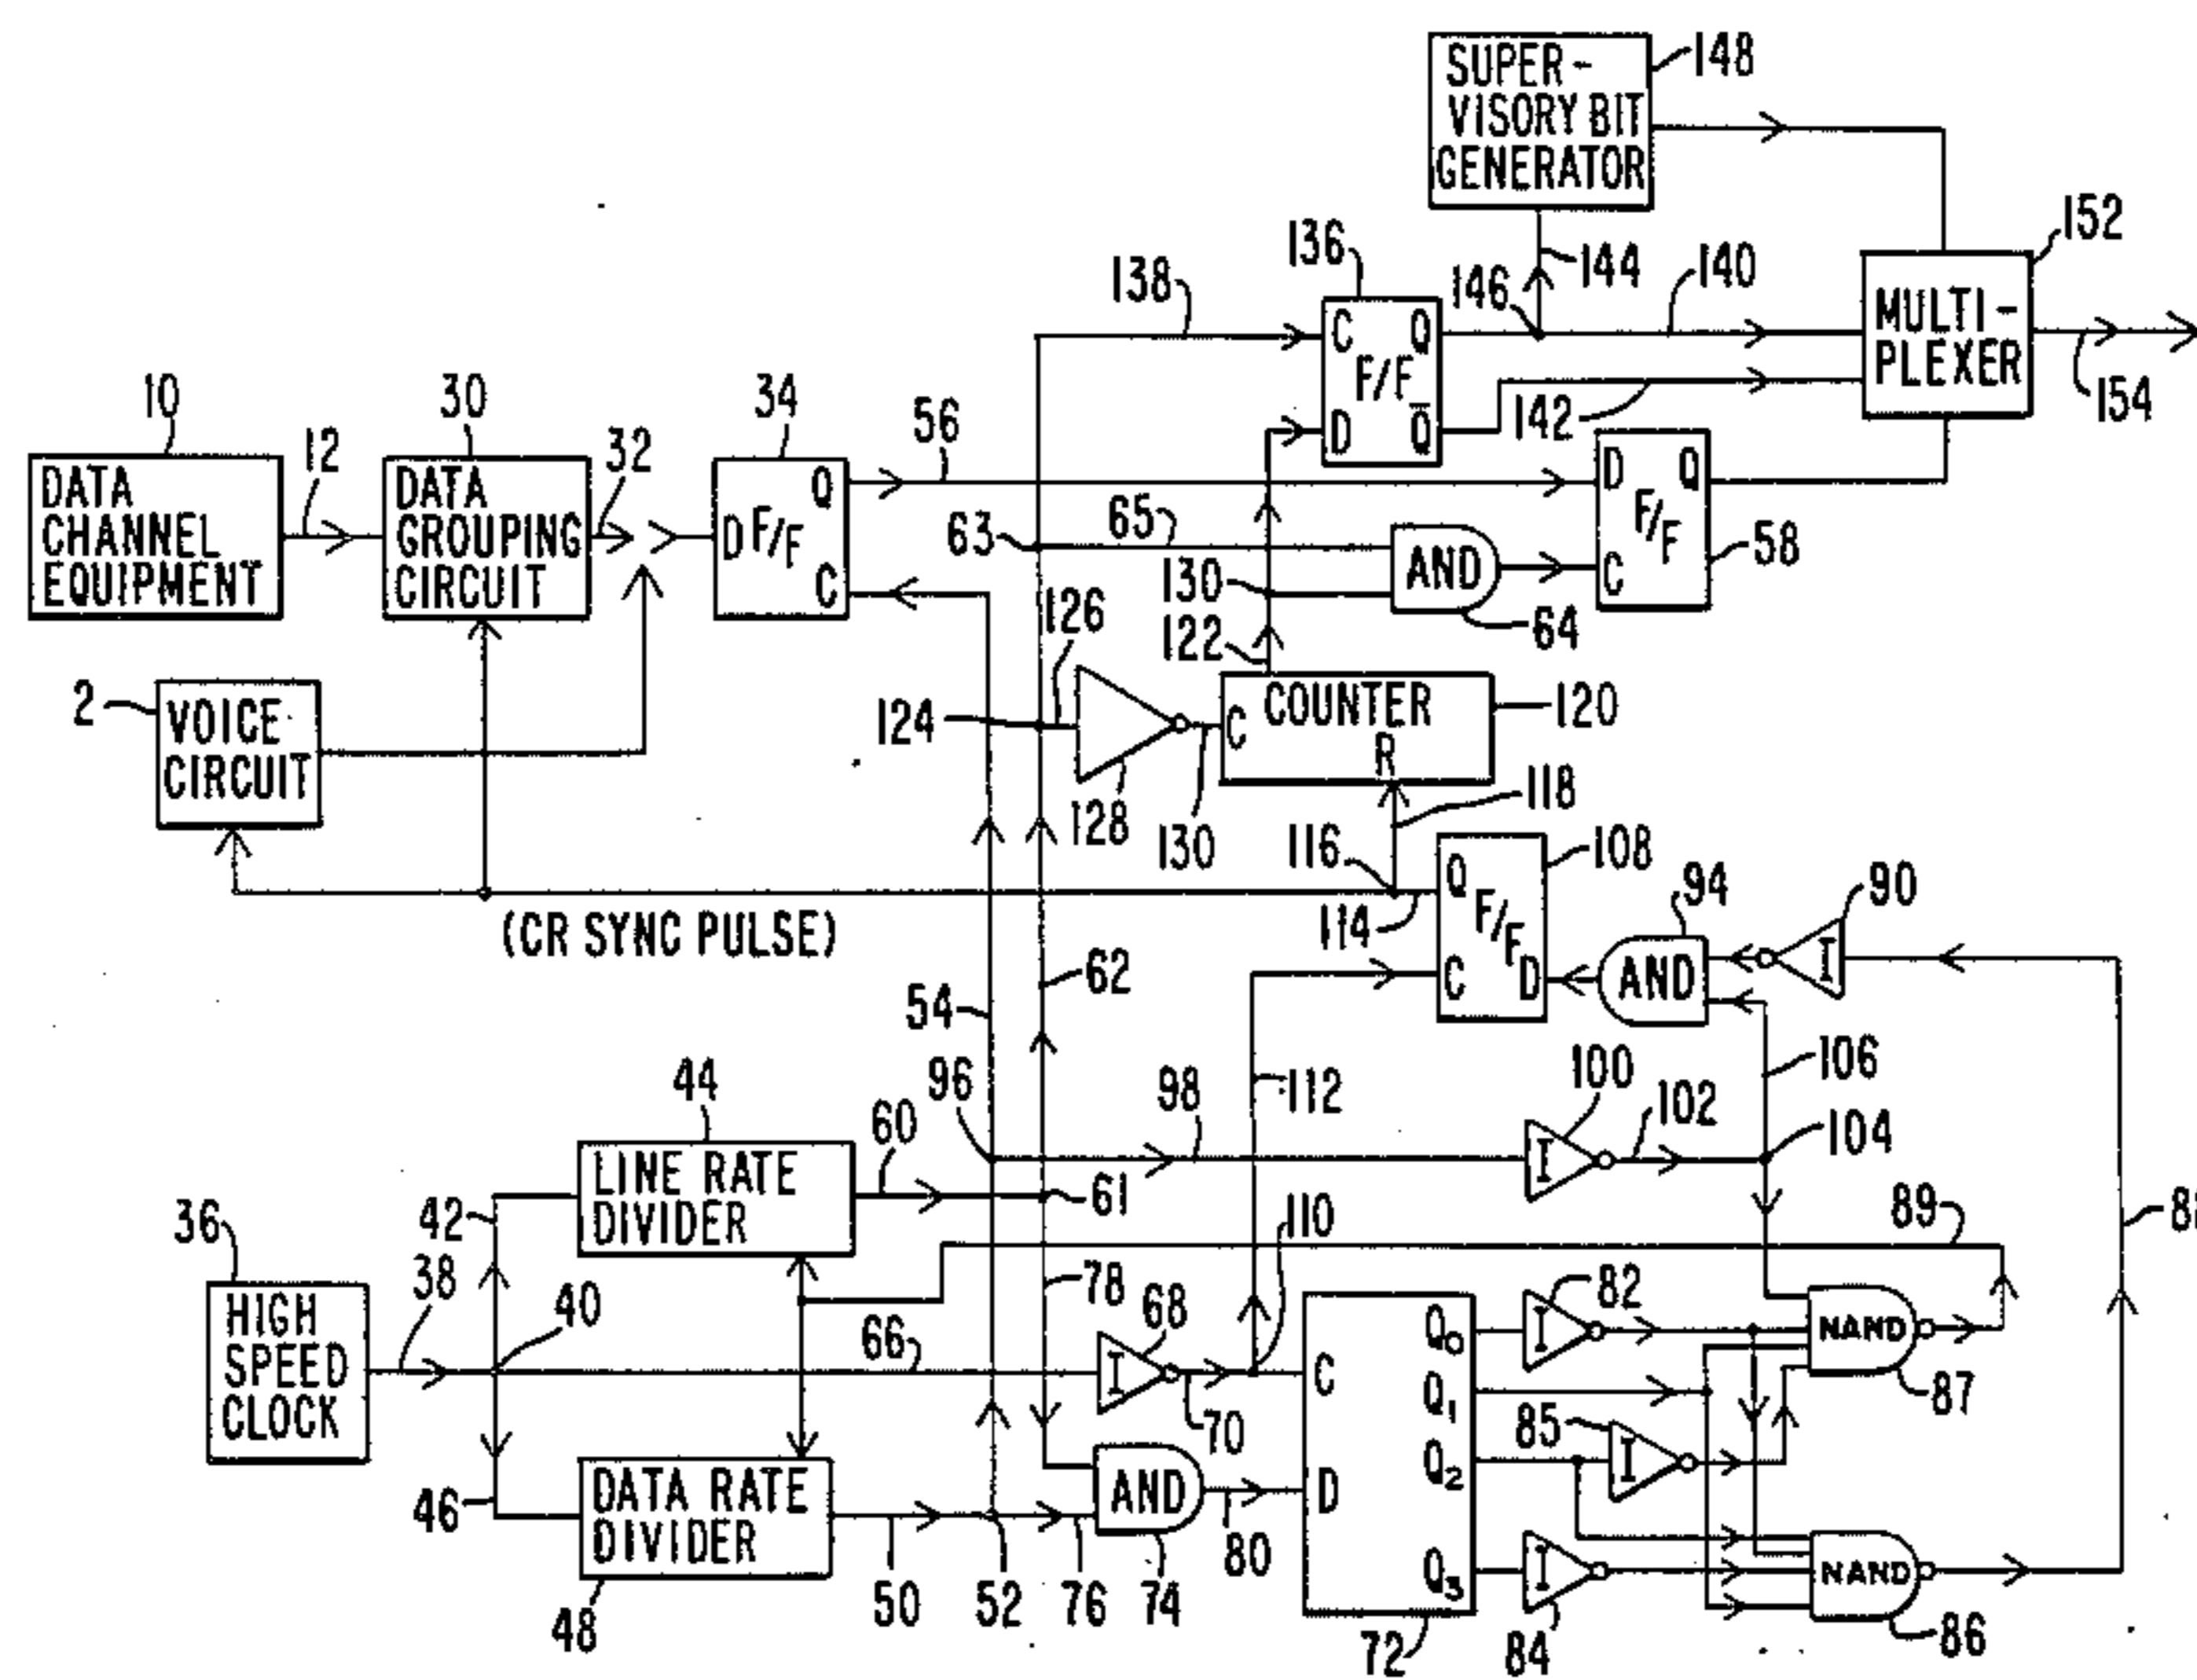 SUPER-
VISORY BIT
GENERATOR
148
152
136
138
146
144
140
C
Q
F/F
D
Q̅
142
MULTI-
PLEXER
154
10
12
30
32
34
56
DATA
CHANNEL
EQUIPMENT
DATA
GROUPING
CIRCUIT
D
F/F
Q
C
63
65
130
122
AND
64
D
Q
F/F
C
58
2
VOICE
CIRCUIT
124
126
128
130
C
COUNTER
R
120
118
116
114
108
94
90
(CR SYNC PULSE)
Q
F/F
C
D
AND
I
62
54
96
98
112
100
I
102
106
104
44
60
61
LINE RATE
DIVIDER
42
36
38
40
110
89
HIGH
SPEED
CLOCK
66
78
68
I
70
C
D
Q0
Q1
Q2
Q3
82
I
85
I
NAND
87
46
DATA RATE
DIVIDER
48
50
52
76
AND
74
80
72
I
84
NAND
86